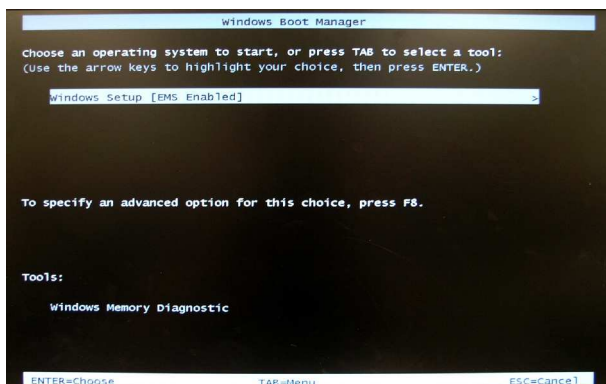 Windows Boot Manager
Choose an operating system to start, or press TAB to select a tool:
(Use the arrow keys to highlight your choice, then press ENTER.)
Windows Setup [EMS Enabled] >
To specify an advanced option for this choice, press F8.
Tools:
Windows Memory Diagnostic
ENTER=Choose TAB=Menu ESC=Cancel